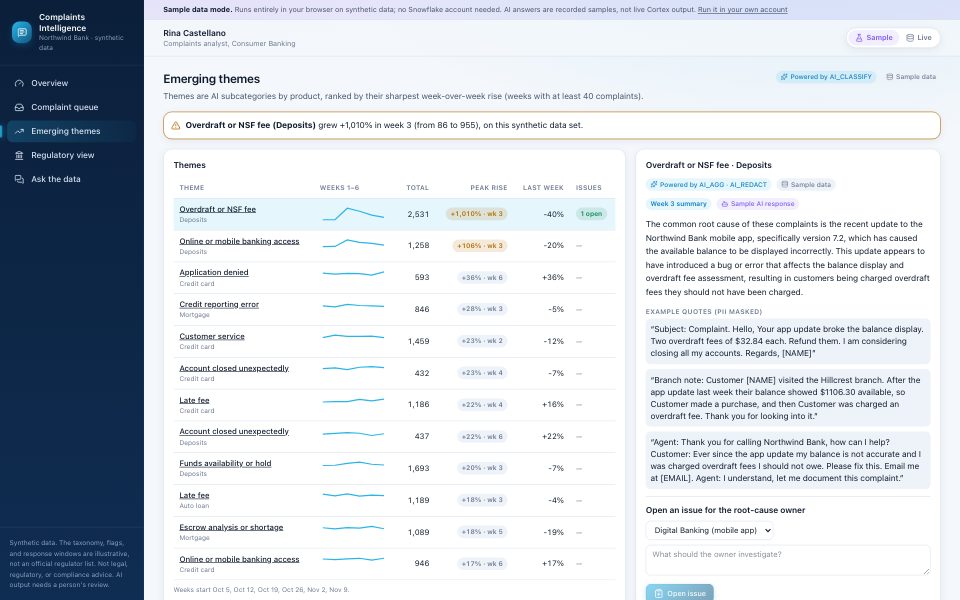 Complaints
Intelligence
Northwind Bank · synthetic
data
Overview
Complaint queue
Emerging themes
Regulatory view
Ask the data
Synthetic data. The taxonomy, flags,
and response windows are illustrative,
not an official regulator list. Not legal,
regulatory, or compliance advice. AI
output needs a person's review.
Sample data mode. Runs entirely in your browser on synthetic data; no Snowflake account needed. AI answers are recorded samples, not live Cortex output. Run it in your own account
Rina Castellano
Complaints analyst, Consumer Banking
Sample Live
Emerging themes
Powered by AI_CLASSIFY Sample data
Themes are AI subcategories by product, ranked by their sharpest week-over-week rise (weeks with at least 40 complaints).
Overdraft or NSF fee (Deposits) grew +1,010% in week 3 (from 86 to 955), on this synthetic data set.
Themes
THEME WEEKS 1–6 TOTAL PEAK RISE LAST WEEK ISSUES
Overdraft or NSF fee 2,531 +1,010% · wk 3 -40% 1 open
Deposits
Online or mobile banking access 1,258 +106% · wk 3 -20% —
Deposits
Application denied 593 +36% · wk 6 +36% —
Credit card
Credit reporting error 846 +28% · wk 3 -5% —
Mortgage
Customer service 1,459 +23% · wk 2 -12% —
Credit card
Account closed unexpectedly 432 +23% · wk 4 -7% —
Credit card
Late fee 1,186 +22% · wk 4 +16% —
Credit card
Account closed unexpectedly 437 +22% · wk 6 +22% —
Deposits
Funds availability or hold 1,693 +20% · wk 3 -7% —
Deposits
Late fee 1,189 +18% · wk 3 -4% —
Auto loan
Escrow analysis or shortage 1,089 +18% · wk 5 -19% —
Mortgage
Online or mobile banking access 946 +17% · wk 6 +17% —
Credit card
Weeks start Oct 5, Oct 12, Oct 19, Oct 26, Nov 2, Nov 9.
Overdraft or NSF fee · Deposits
Powered by AI_AGG · AI_REDACT Sample data
Week 3 summary Sample AI response
The common root cause of these complaints is the recent update to the
Northwind Bank mobile app, specifically version 7.2, which has caused
the available balance to be displayed incorrectly. This update appears to
have introduced a bug or error that affects the balance display and
overdraft fee assessment, resulting in customers being charged overdraft
fees they should not have been charged.
EXAMPLE QUOTES (PII MASKED)
“Subject: Complaint. Hello, Your app update broke the balance display.
Two overdraft fees of $32.84 each. Refund them. I am considering
closing all my accounts. Regards, [NAME]”
“Branch note: Customer [NAME] visited the Hillcrest branch. After the
app update last week their balance showed $1106.30 available, so
Customer made a purchase, and then Customer was charged an
overdraft fee. Thank you for looking into it.”
“Agent: Thank you for calling Northwind Bank, how can I help?
Customer: Ever since the app update my balance is not accurate and I
was charged overdraft fees I should not owe. Please fix this. Email me
at [EMAIL]. Agent: I understand, let me document this complaint.”
Open an issue for the root-cause owner
Digital Banking (mobile app)
What should the owner investigate?
Open issue